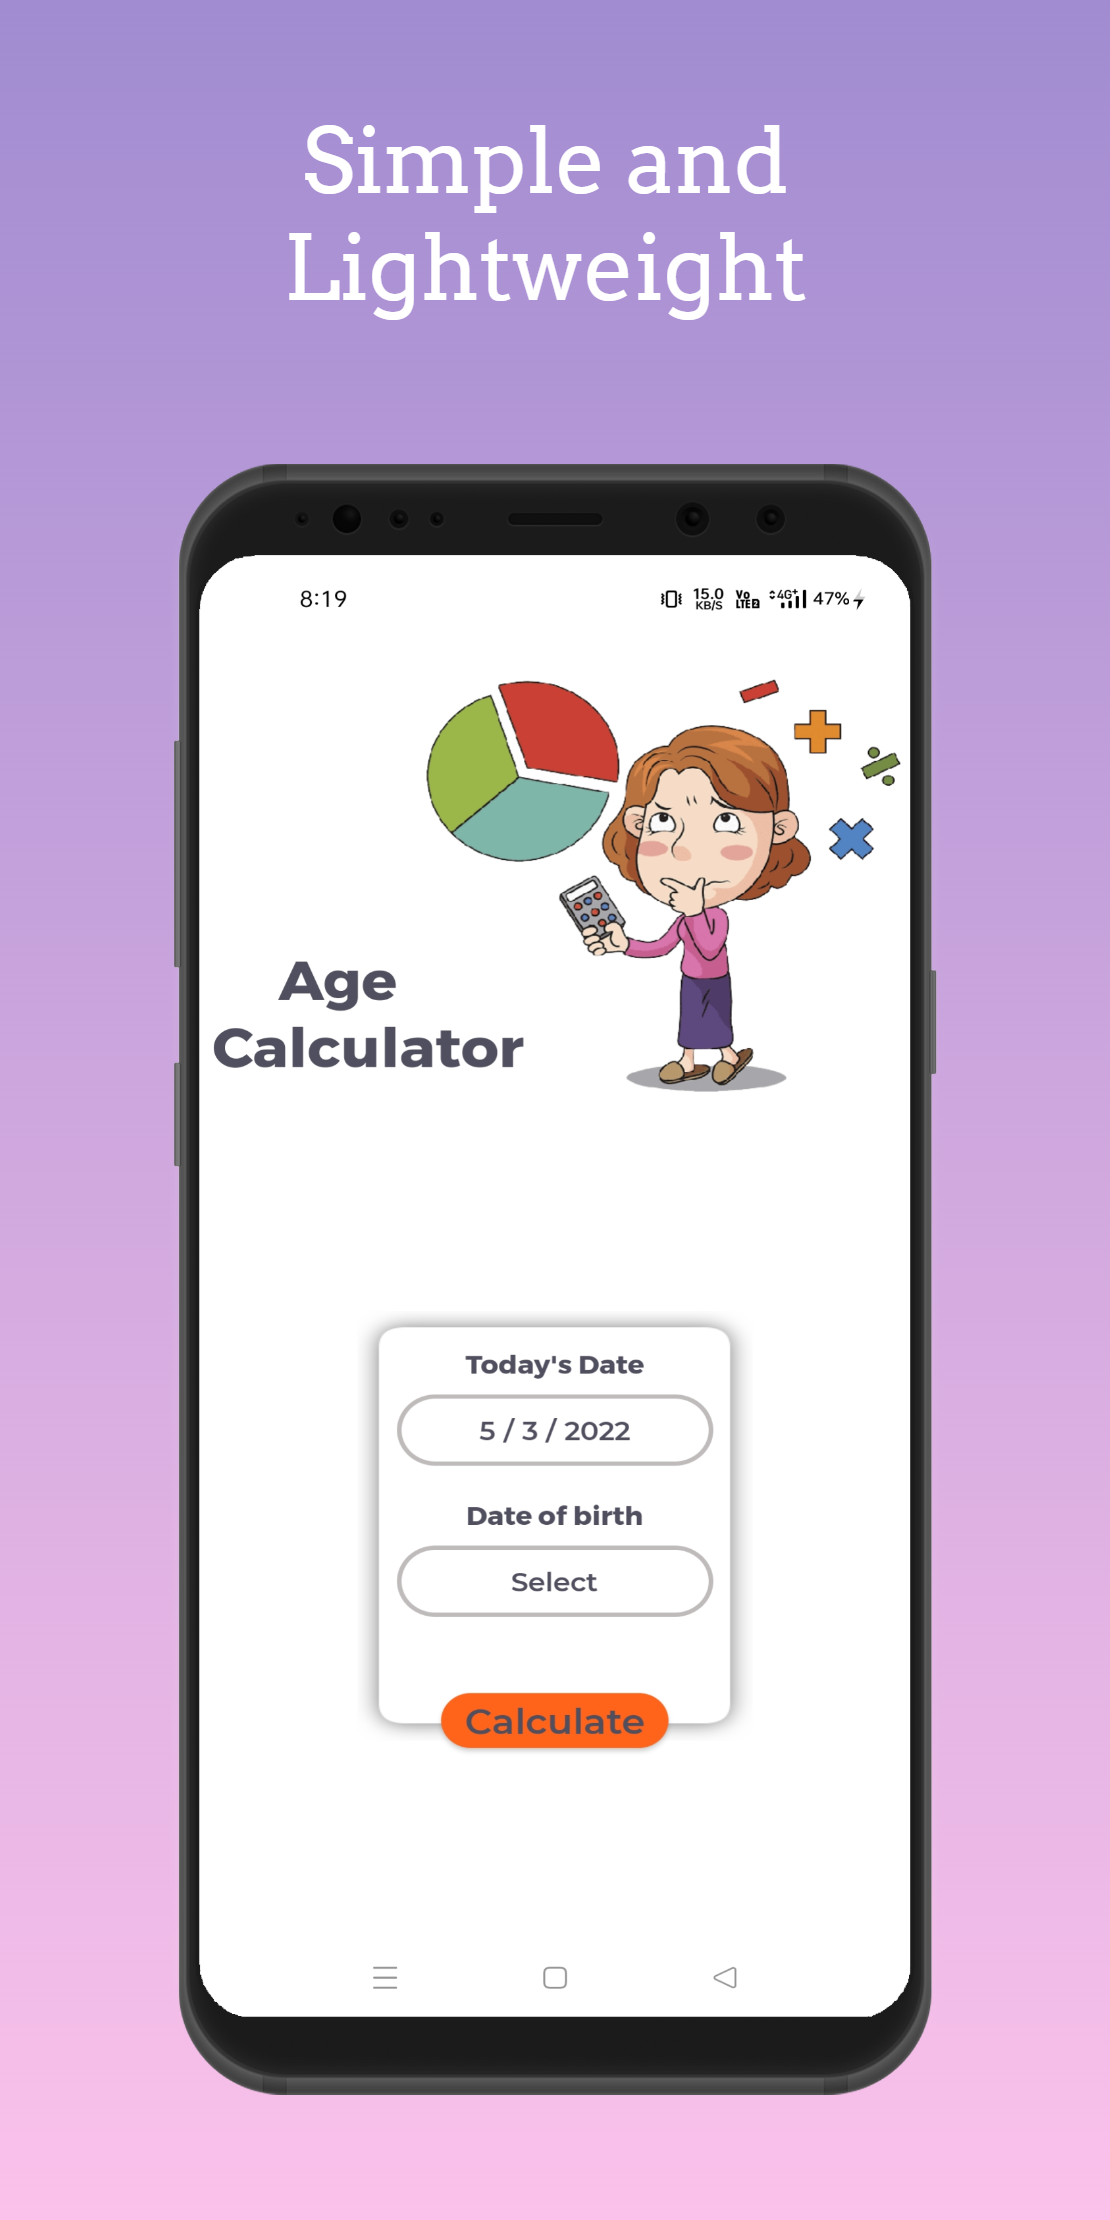 Simple and
Lightweight
8:19
15.0 KB/S Vo LTE2 4G+ 47%
Age
Calculator
Today's Date
5 / 3 / 2022
Date of birth
Select
Calculate